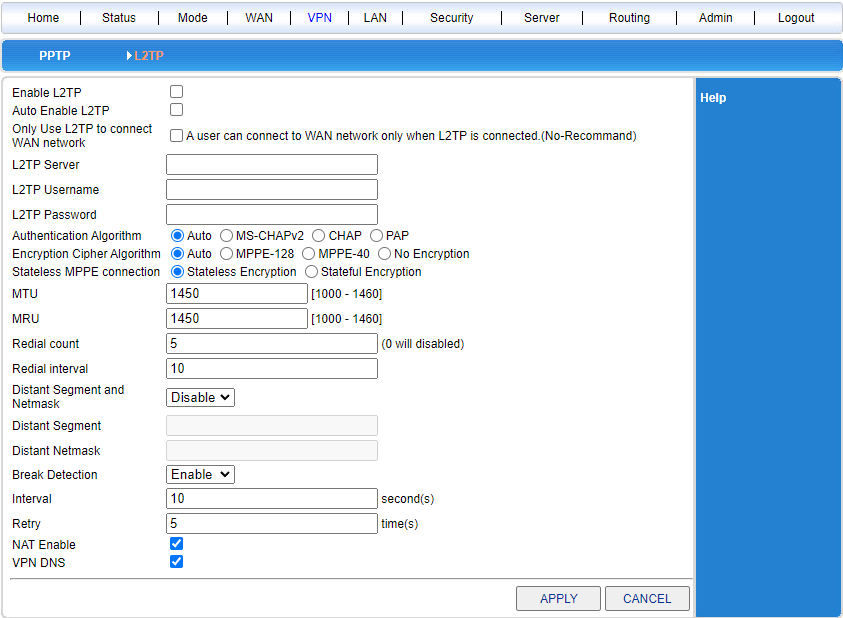 Home Status Mode WAN VPN LAN Security Server Routing Admin Logout
PPTP L2TP
Help
Enable L2TP
Auto Enable L2TP
Only Use L2TP to connect
WAN network
A user can connect to WAN network only when L2TP is connected.(No-Recommand)
L2TP Server
L2TP Username
L2TP Password
Authentication Algorithm Auto MS-CHAPv2 CHAP PAP
Encryption Cipher Algorithm Auto MPPE-128 MPPE-40 No Encryption
Stateless MPPE connection Stateless Encryption Stateful Encryption
MTU 1450 [1000 - 1460]
MRU 1450 [1000 - 1460]
Redial count 5 (0 will disabled)
Redial interval 10
Distant Segment and
Netmask
Disable
Distant Segment
Distant Netmask
Break Detection Enable
Interval 10 second(s)
Retry 5 time(s)
NAT Enable
VPN DNS
APPLY CANCEL